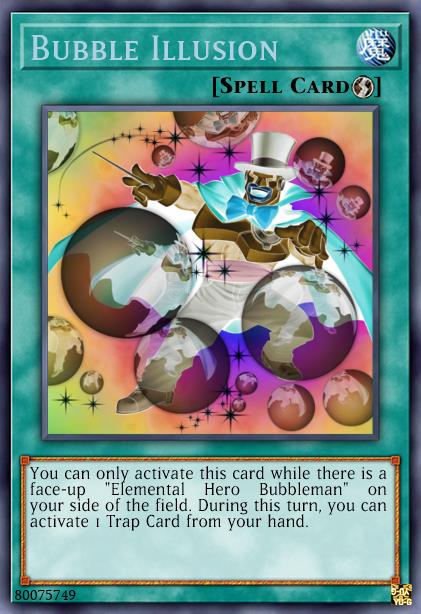 Bubble Illusion
[Spell Card]
You can only activate this card while there is a
face-up "Elemental Hero Bubbleman" on
your side of the field. During this turn, you can
activate 1 Trap Card from your hand.
80075749